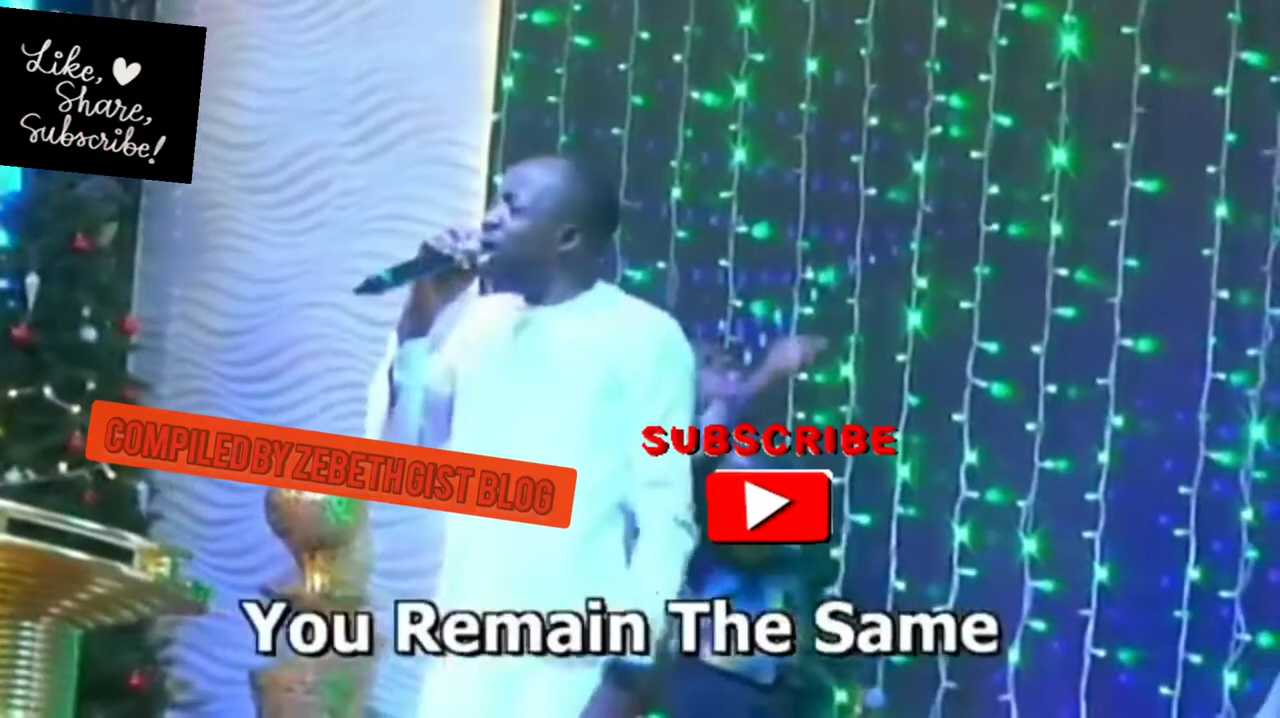 Like,
Share,
Subscribe!
COMPILED BY ZEBETH GIST BLOG
SUBSCRIBE
You Remain The Same